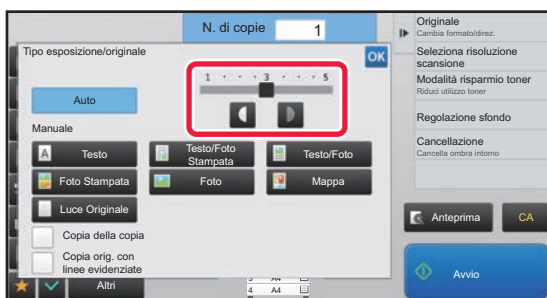 N. di copie 1
Tipo esposizione/originale
OK
1 3 5
Auto
Manuale
Testo
Testo/Foto
Stampata
Testo/Foto
Foto Stampata
Foto
Mappa
Luce Originale
Copia della copia
Copia orig. con
linee evidenziate
Altri
A4
4 A4
Originale
Cambia formato/direz.
Seleziona risoluzione
scansione
Modalità risparmio toner
Riduci utilizzo toner
Regolazione sfondo
Cancellazione
Cancella ombra intorno
Anteprima
CA
Avvio